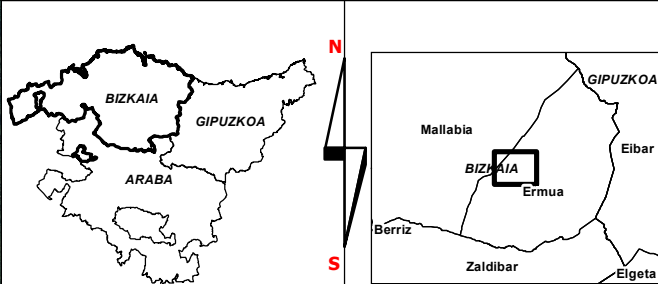 BIZKAIA
GIPUZKOA
ARABA
N
S
GIPUZKOA
Mallabia
Eibar
BIZKAIA
Ermua
Berriz
Zaldibar
Elgeta